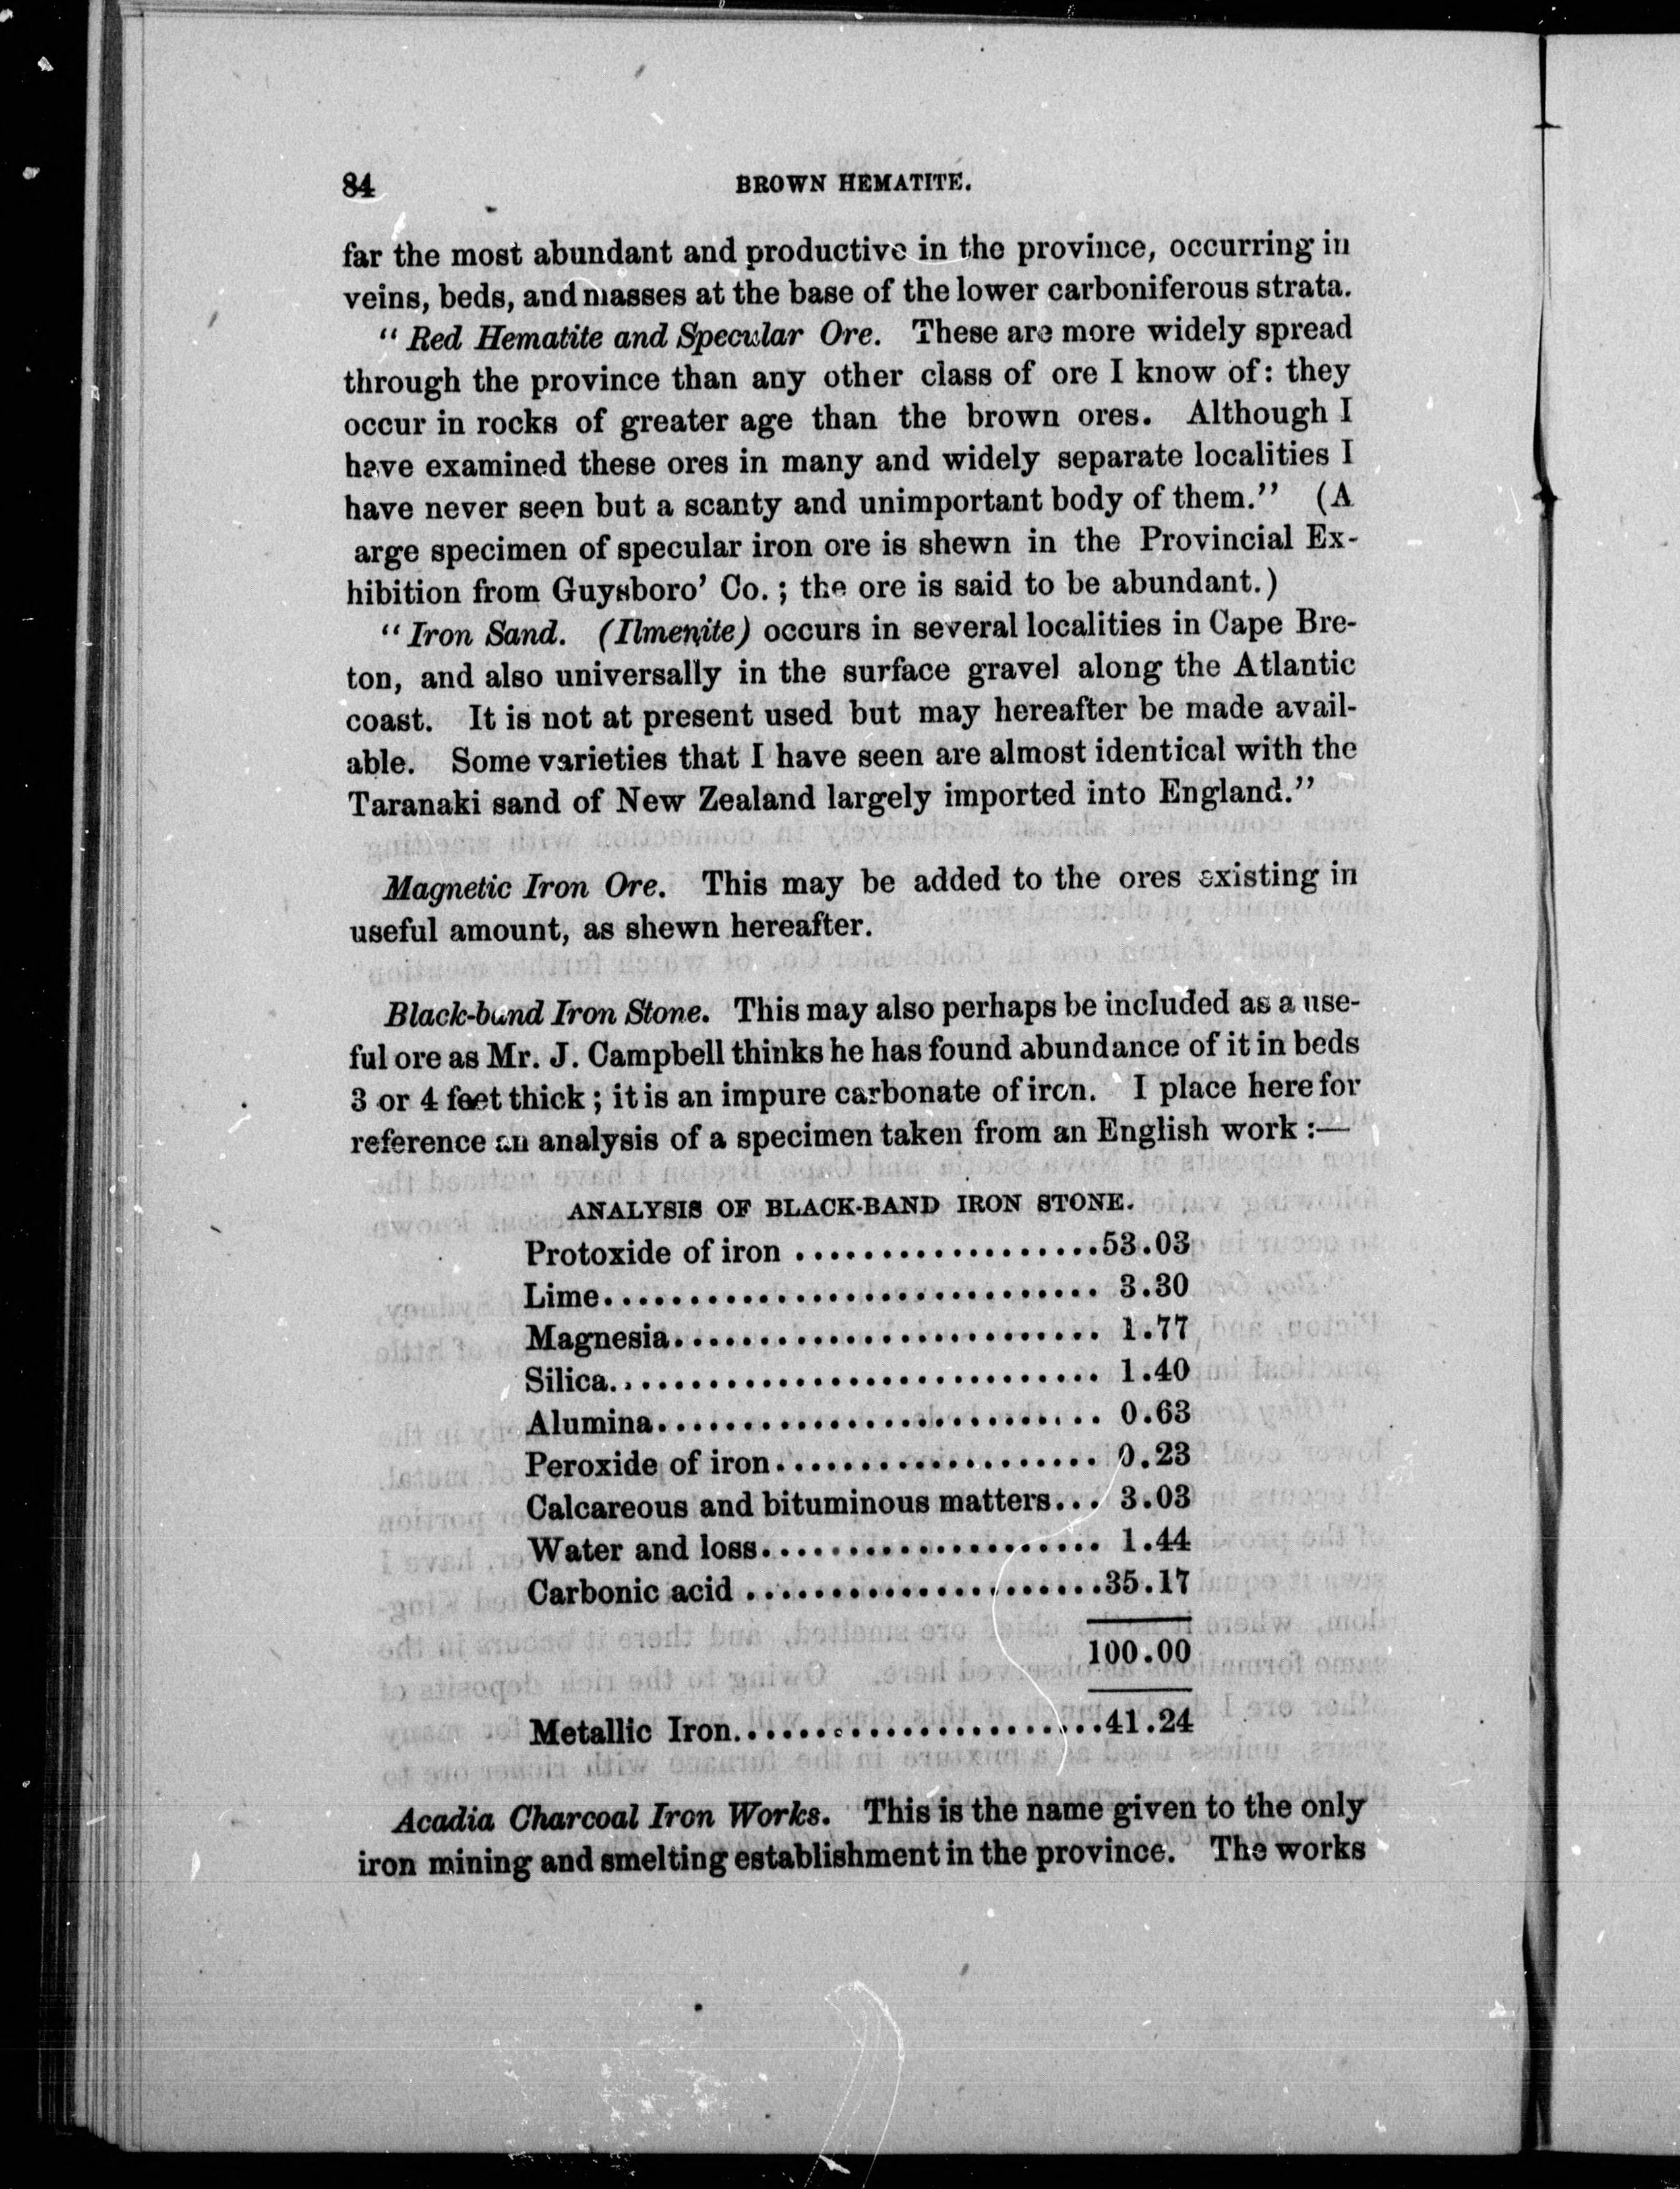 84 BROWN HEMATITE.
far the most abundant and productive in the province, occurring in
veins, beds, and masses at the base of the lower carboniferous strata.
" Red Hematite and Specular Ore. These are more widely spread
through the province than any other class of ore I know of: they
occur in rocks of greater age than the brown ores. Although I
have examined these ores in many and widely separate localities I
have never seen but a scanty and unimportant body of them." (A
arge specimen of specular iron ore is shewn in the Provincial Ex-
hibition from Guysboro' Co.; the ore is said to be abundant.)
" Iron Sand. (Ilmenite) occurs in several localities in Cape Bre-
ton, and also universally in the surface gravel along the Atlantic
coast. It is not at present used but may hereafter be made avail-
able. Some varieties that I have seen are almost identical with the
Taranaki sand of New Zealand largely imported into England."
Magnetic Iron Ore. This may be added to the ores existing in
useful amount, as shewn hereafter.
Black-band Iron Stone. This may also perhaps be included as a use-
ful ore as Mr. J. Campbell thinks he has found abundance of it in beds
3 or 4 feet thick; it is an impure carbonate of iron. I place here for
reference an analysis of a specimen taken from an English work :—
ANALYSIS OF BLACK-BAND IRON STONE.
Protoxide of iron ..................53.03
Lime............................. 3.30
Magnesia......................... 1.77
Silica............................. 1.40
Alumina.......................... 0.63
Peroxide of iron................... 0.23
Calcareous and bituminous matters... 3.03
Water and loss.................... 1.44
Carbonic acid .....................35.17
100.00
Metallic Iron......................41.24
Acadia Charcoal Iron Works. This is the name given to the only
iron mining and smelting establishment in the province. The works